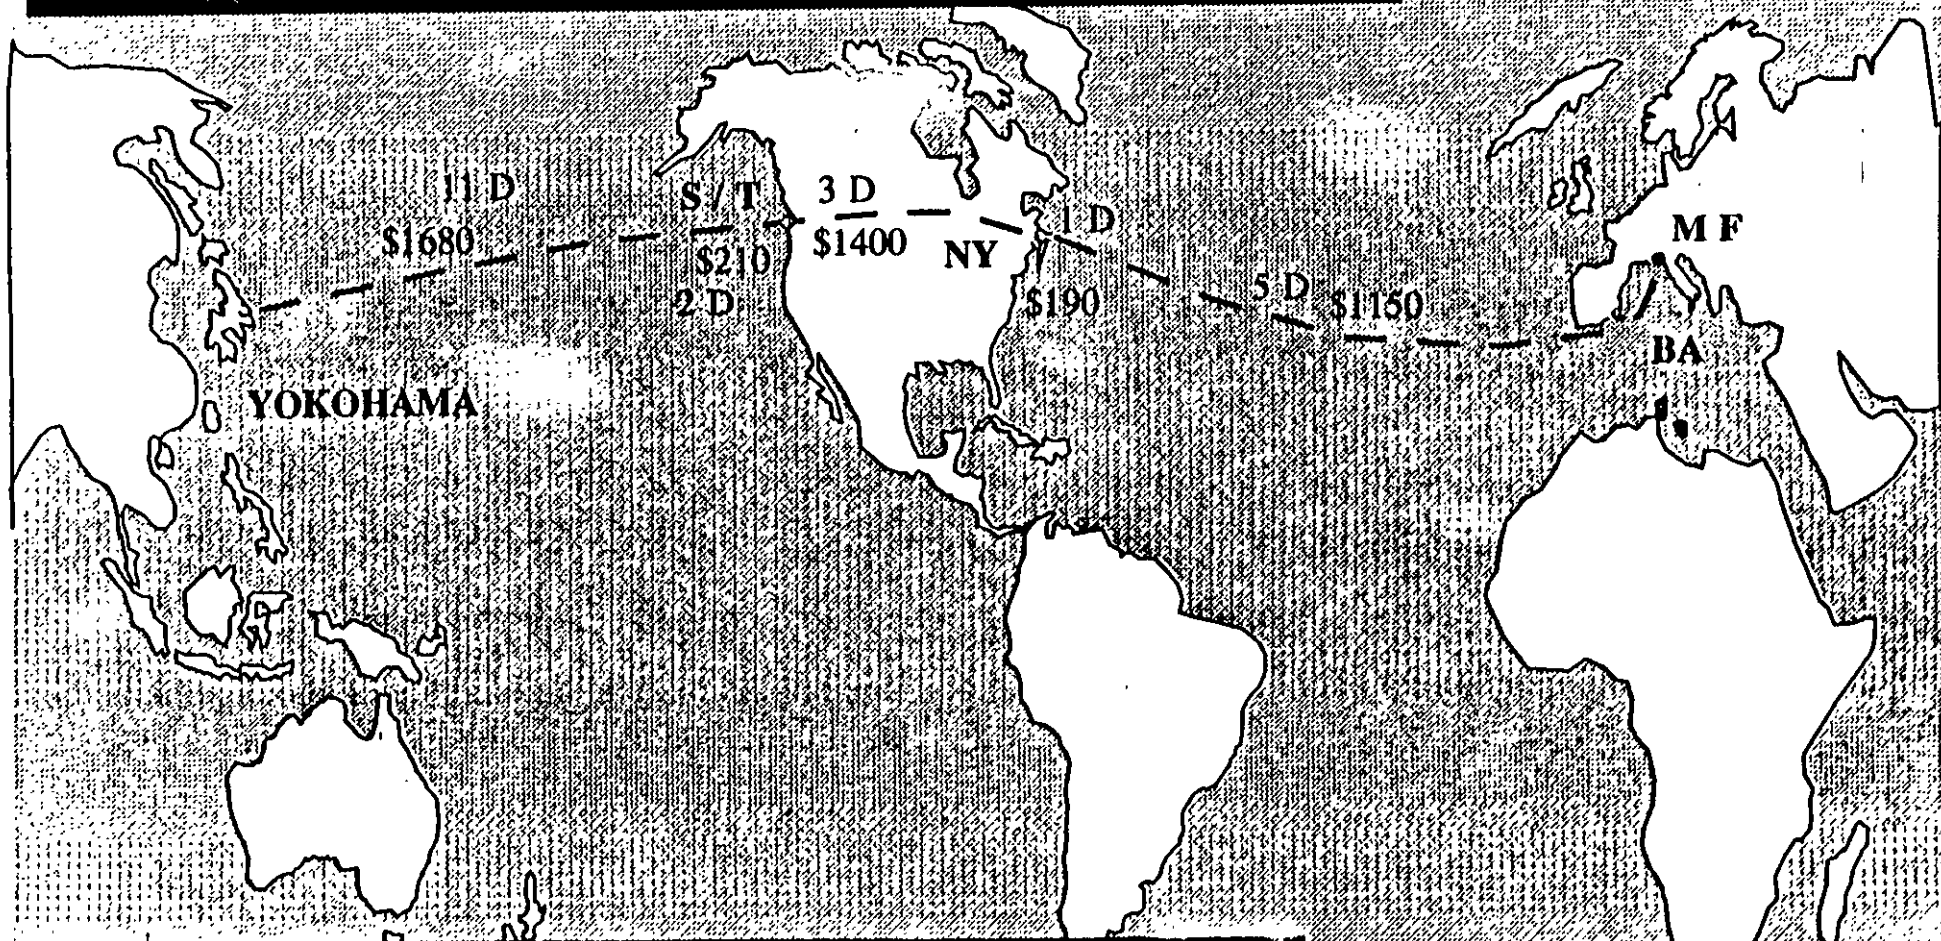 11 D
$1680
S / T
$210
2 D
3 D
$1400
NY
1 D
$190
5 D
$1150
M F
BA
YOKOHAMA